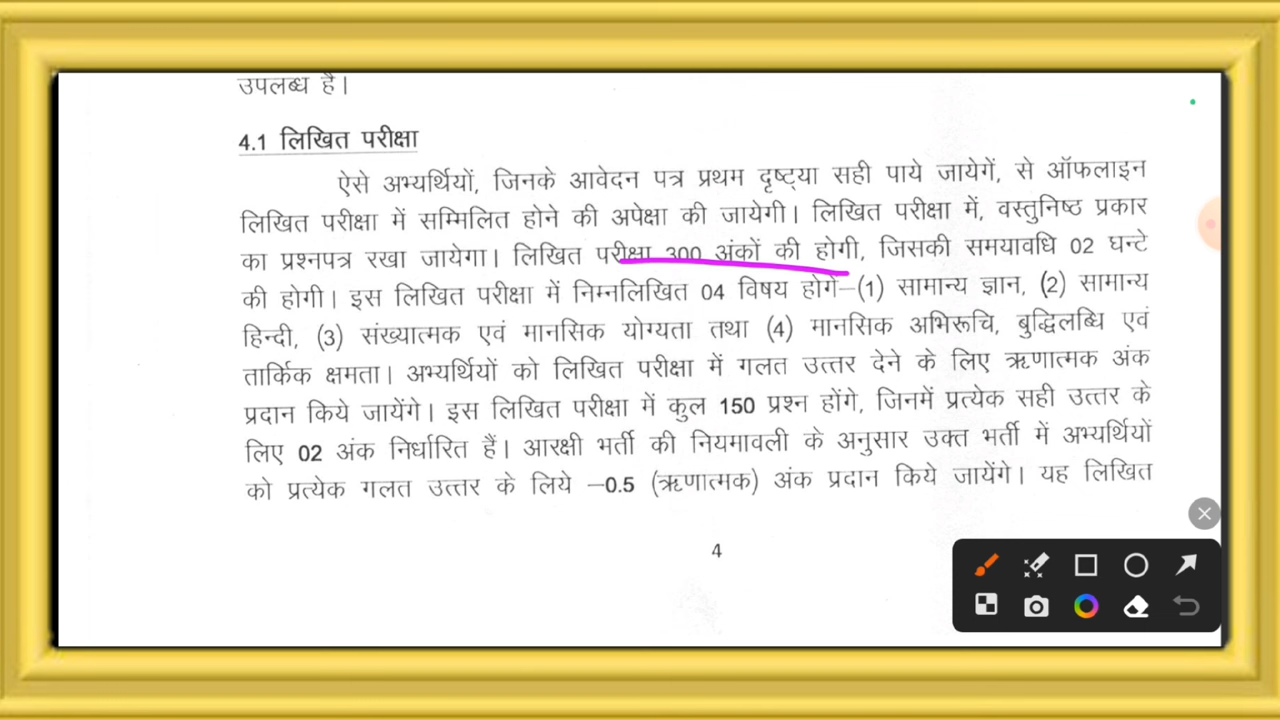 उपलब्ध है।
4.1 लिखित परीक्षा
ऐसे अभ्यर्थियों, जिनके आवेदन पत्र प्रथम दृष्ट्या सही पाये जायेगें, से ऑफलाइन
लिखित परीक्षा में सम्मिलित होने की अपेक्षा की जायेगी। लिखित परीक्षा में, वस्तुनिष्ठ प्रकार
का प्रश्नपत्र रखा जायेगा। लिखित परीक्षा 300 अंकों की होगी, जिसकी समयावधि 02 घन्टे
की होगी। इस लिखित परीक्षा में निम्नलिखित 04 विषय होगें–(1) सामान्य ज्ञान, (2) सामान्य
हिन्दी, (3) संख्यात्मक एवं मानसिक योग्यता तथा (4) मानसिक अभिरूचि, बुद्धिलब्धि एवं
तार्किक क्षमता। अभ्यर्थियों को लिखित परीक्षा में गलत उत्तर देने के लिए ऋणात्मक अंक
प्रदान किये जायेंगे। इस लिखित परीक्षा में कुल 150 प्रश्न होंगे, जिनमें प्रत्येक सही उत्तर के
लिए 02 अंक निर्धारित हैं। आरक्षी भर्ती की नियमावली के अनुसार उक्त भर्ती में अभ्यर्थियों
को प्रत्येक गलत उत्तर के लिये –0.5 (ऋणात्मक) अंक प्रदान किये जायेंगे। यह लिखित
4